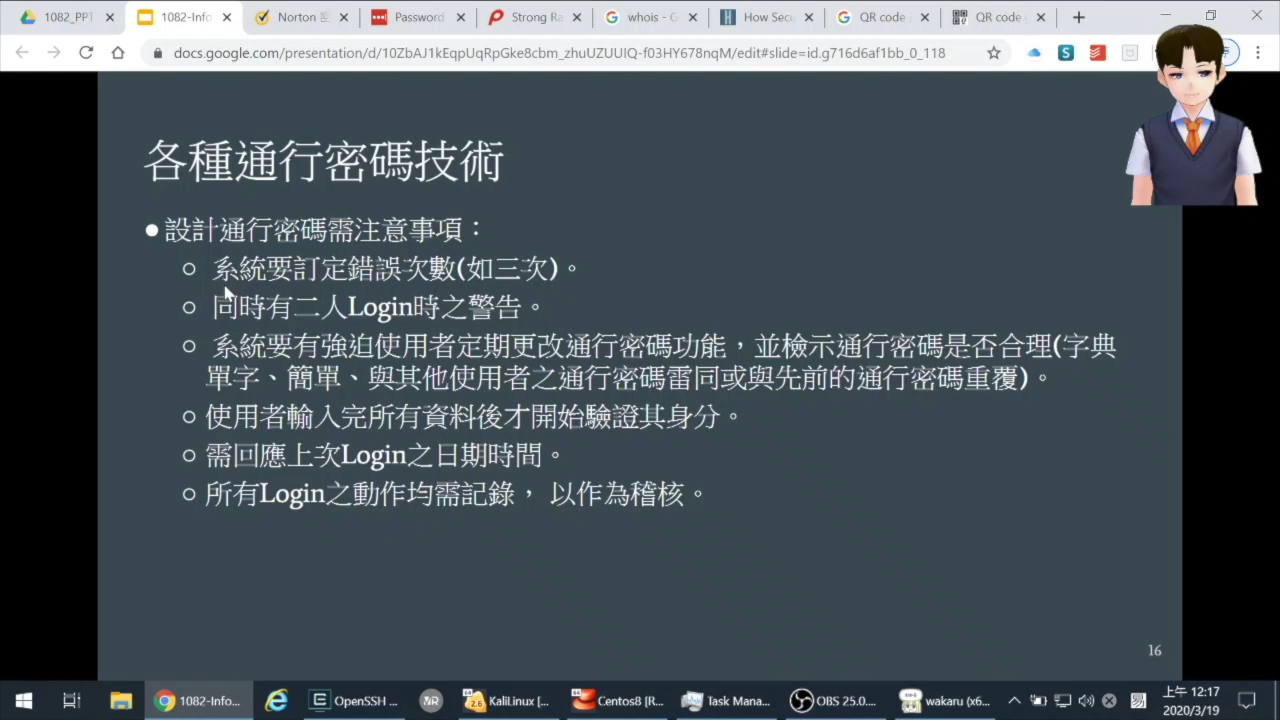 1082_PPT
1082-Info
Norton
Password
Strong Ra
whois - G
How Secu
QR code
QR code
docs.google.com/presentation/d/10ZbAJ1kEqpUqRpGke8cbm_zhuUZUUIQ-f03HY678nqM/edit#slide=id.g716d6af1bb_0_118
各種通行密碼技術
●設計通行密碼需注意事項：
○ 系統要訂定錯誤次數(如三次)。
○ 同時有二人Login時之警告。
○ 系統要有強迫使用者定期更改通行密碼功能，並檢示通行密碼是否合理(字典
單字、簡單、與其他使用者之通行密碼雷同或與先前的通行密碼重覆)。
○ 使用者輸入完所有資料後才開始驗證其身分。
○ 需回應上次Login之日期時間。
○ 所有Login之動作均需記錄， 以作為稽核。
16
1082-Info...
OpenSSH ...
KaliLinux [...
Centos8 [R...
Task Mana...
OBS 25.0....
wakaru (x6...
上午 12:17
2020/3/19